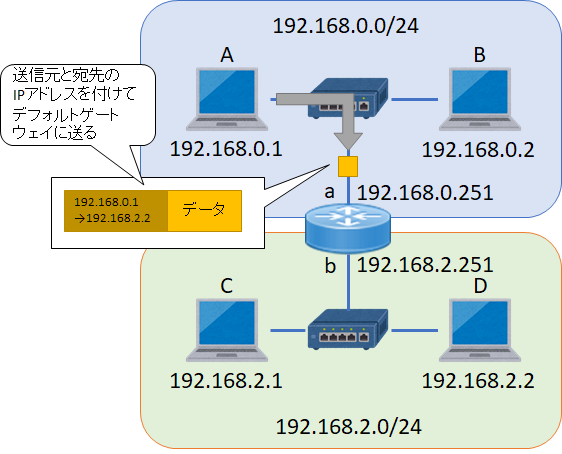 192.168.0.0/24
送信元と宛先の
IPアドレスを付けて
デフォルトゲート
ウェイに送る
A
B
192.168.0.1
192.168.0.2
192.168.0.1
→192.168.2.2
データ
a
192.168.0.251
b
192.168.2.251
C
D
192.168.2.1
192.168.2.2
192.168.2.0/24